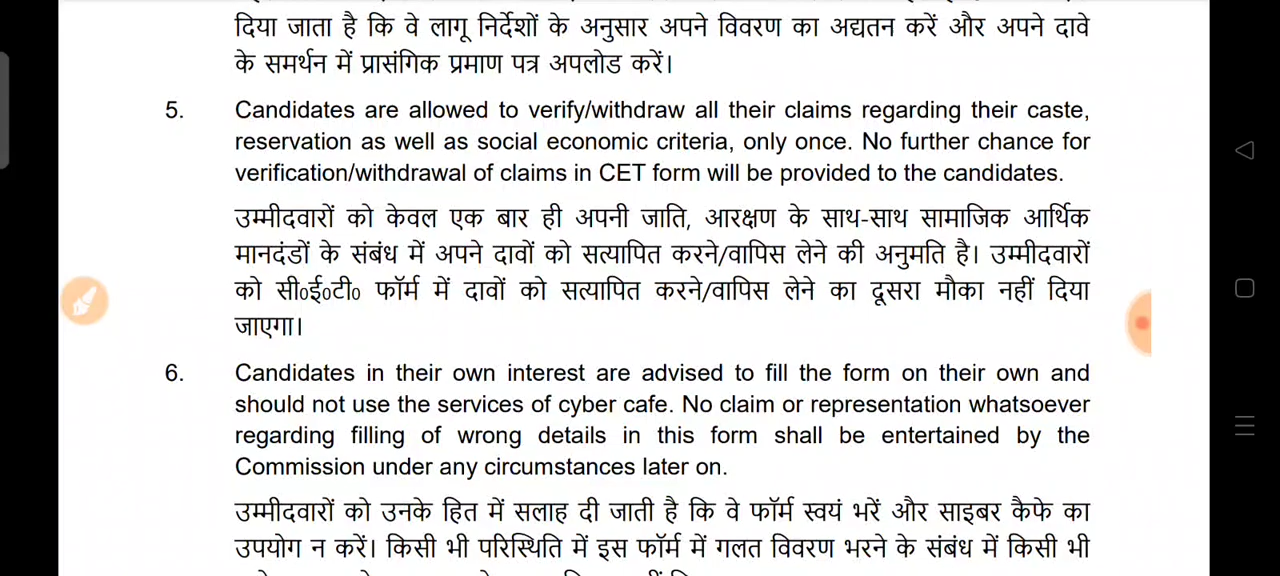 दिया जाता है कि वे लागू निर्देशों के अनुसार अपने विवरण का अद्यतन करें और अपने दावे
के समर्थन में प्रासंगिक प्रमाण पत्र अपलोड करें।
5. Candidates are allowed to verify/withdraw all their claims regarding their caste,
reservation as well as social economic criteria, only once. No further chance for
verification/withdrawal of claims in CET form will be provided to the candidates.
उम्मीदवारों को केवल एक बार ही अपनी जाति, आरक्षण के साथ-साथ सामाजिक आर्थिक
मानदंडों के संबंध में अपने दावों को सत्यापित करने/वापिस लेने की अनुमति है। उम्मीदवारों
को सी०ई०टी० फॉर्म में दावों को सत्यापित करने/वापिस लेने का दूसरा मौका नहीं दिया
जाएगा।
6. Candidates in their own interest are advised to fill the form on their own and
should not use the services of cyber cafe. No claim or representation whatsoever
regarding filling of wrong details in this form shall be entertained by the
Commission under any circumstances later on.
उम्मीदवारों को उनके हित में सलाह दी जाती है कि वे फॉर्म स्वयं भरें और साइबर कैफे का
उपयोग न करें। किसी भी परिस्थिति में इस फॉर्म में गलत विवरण भरने के संबंध में किसी भी